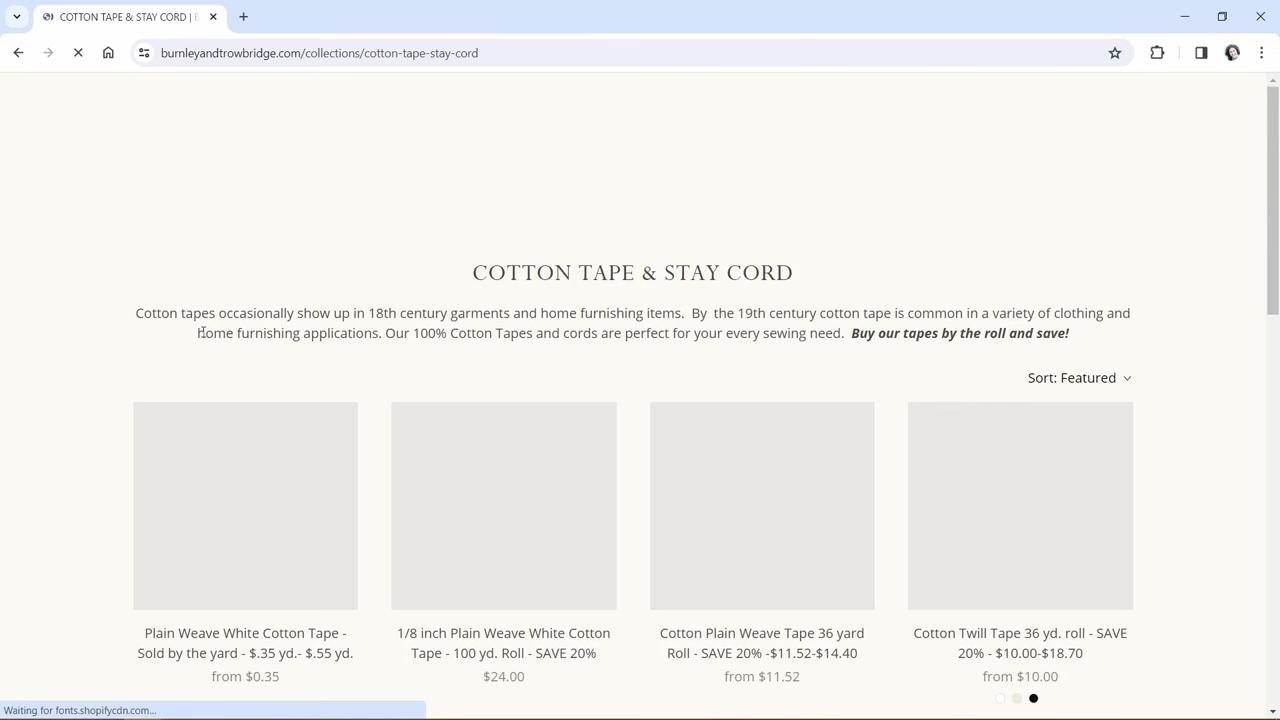 COTTON TAPE & STAY CORD | B
burnleyandtrowbridge.com/collections/cotton-tape-stay-cord
COTTON TAPE & STAY CORD
Cotton tapes occasionally show up in 18th century garments and home furnishing items.  By  the 19th century cotton tape is common in a variety of clothing and
home furnishing applications. Our 100% Cotton Tapes and cords are perfect for your every sewing need.  Buy our tapes by the roll and save!
Sort: Featured
Plain Weave White Cotton Tape -
Sold by the yard - $.35 yd.- $.55 yd.
from $0.35
1/8 inch Plain Weave White Cotton
Tape - 100 yd. Roll - SAVE 20%
$24.00
Cotton Plain Weave Tape 36 yard
Roll - SAVE 20% -$11.52-$14.40
from $11.52
Cotton Twill Tape 36 yd. roll - SAVE
20% - $10.00-$18.70
from $10.00
Waiting for fonts.shopifycdn.com...